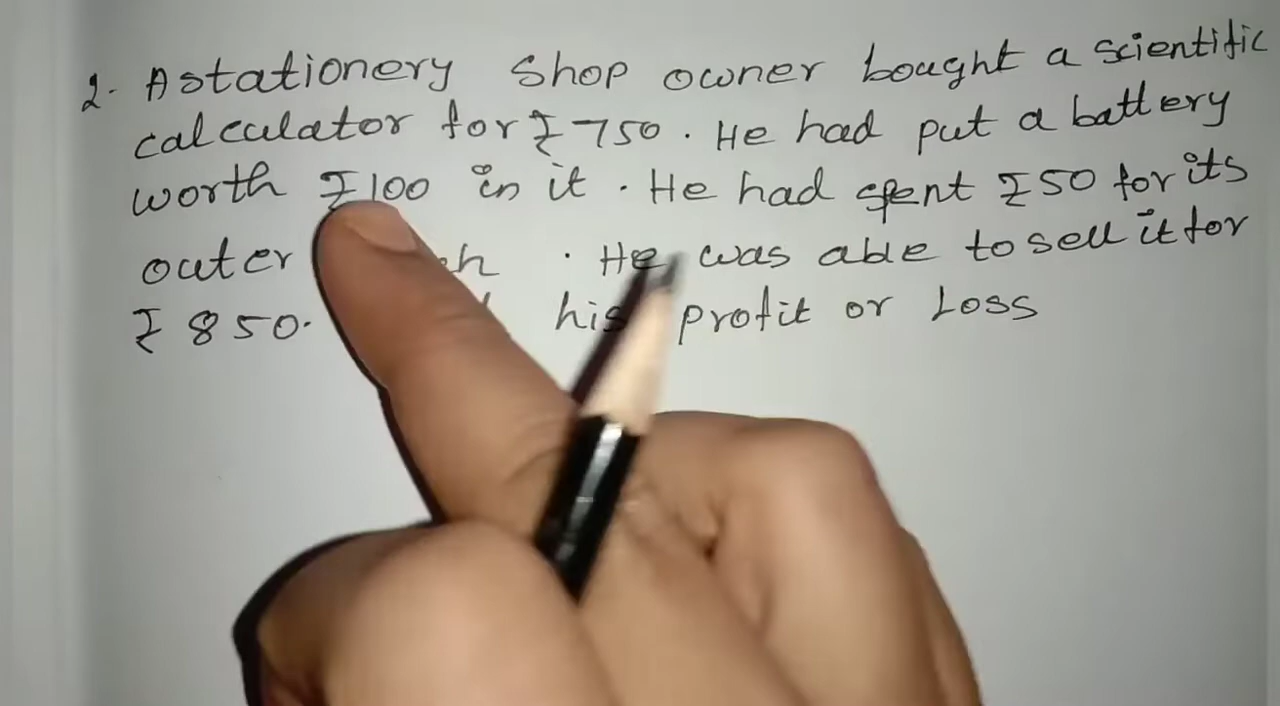 2. A stationery shop owner bought a scientific
calculator for ₹750. He had put a battery
worth ₹100 in it. He had spent ₹50 for its
outer . He was able to sell it for
₹850. his profit or Loss